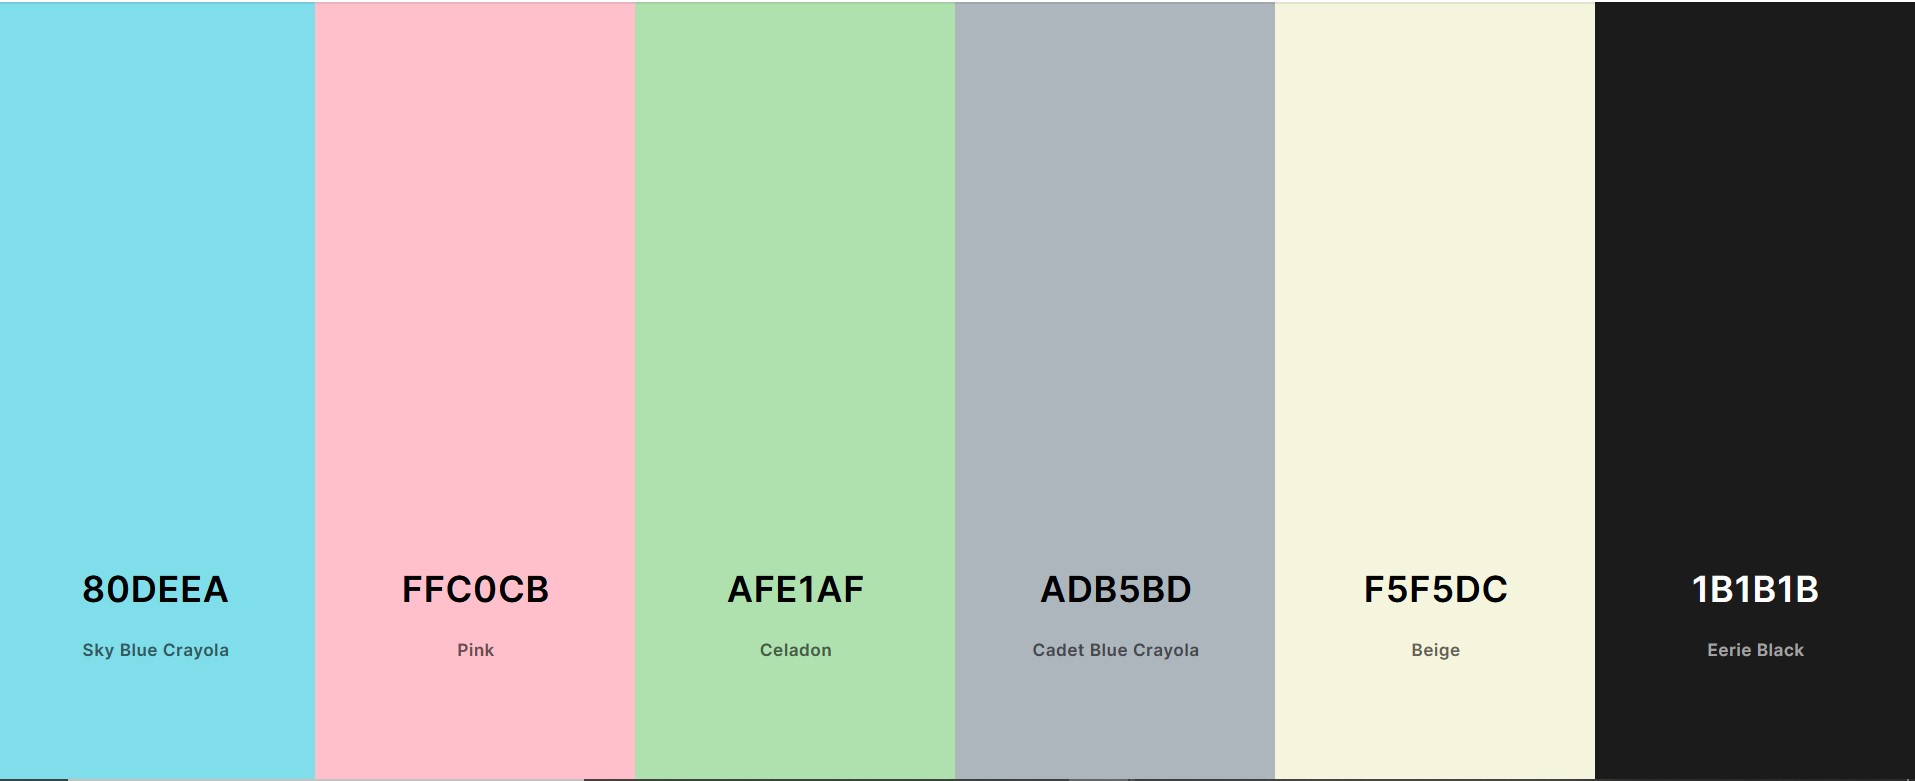 80DEEA
Sky Blue Crayola
FFC0CB
Pink
AFE1AF
Celadon
ADB5BD
Cadet Blue Crayola
F5F5DC
Beige
1B1B1B
Eerie Black